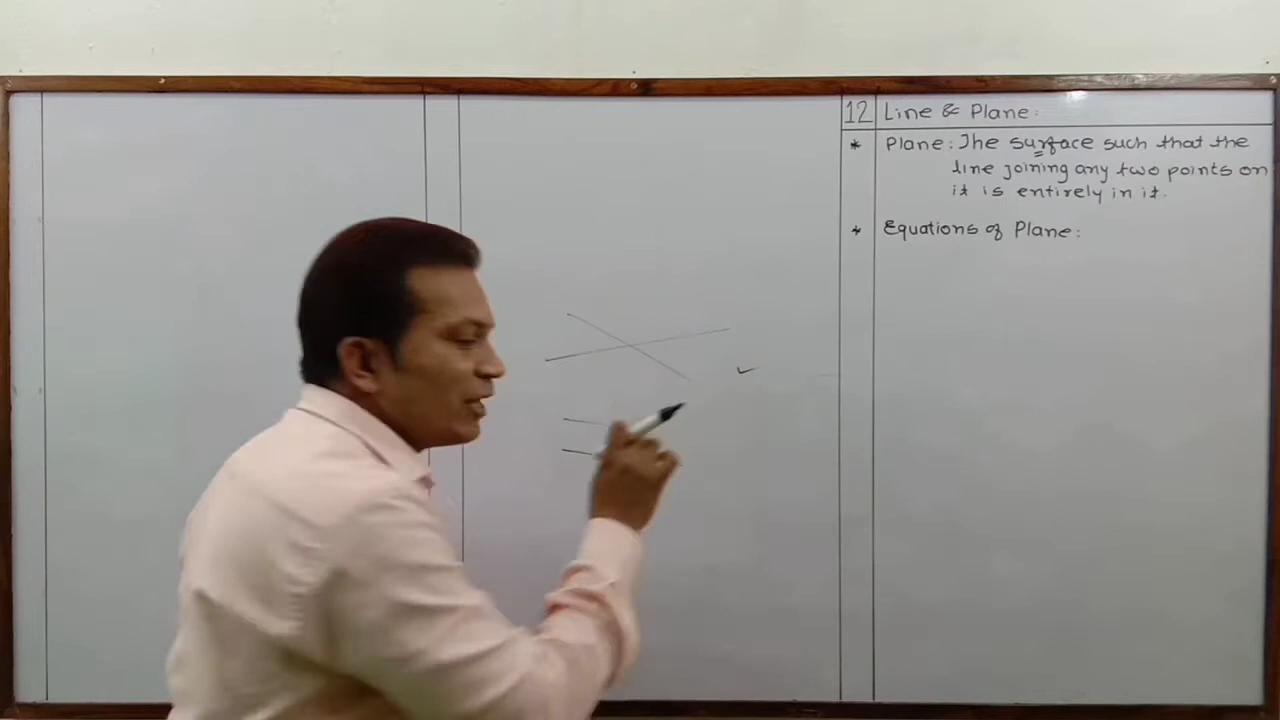 12 Line & Plane:
* Plane: The surface such that the
line joining any two points on
it is entirely in it.
* Equations of Plane: